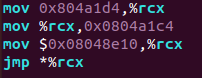 mov 0x804a1d4,%rcx
mov %rcx,0x0804a1c4
mov $0x08048e10,%rcx
jmp *%rcx